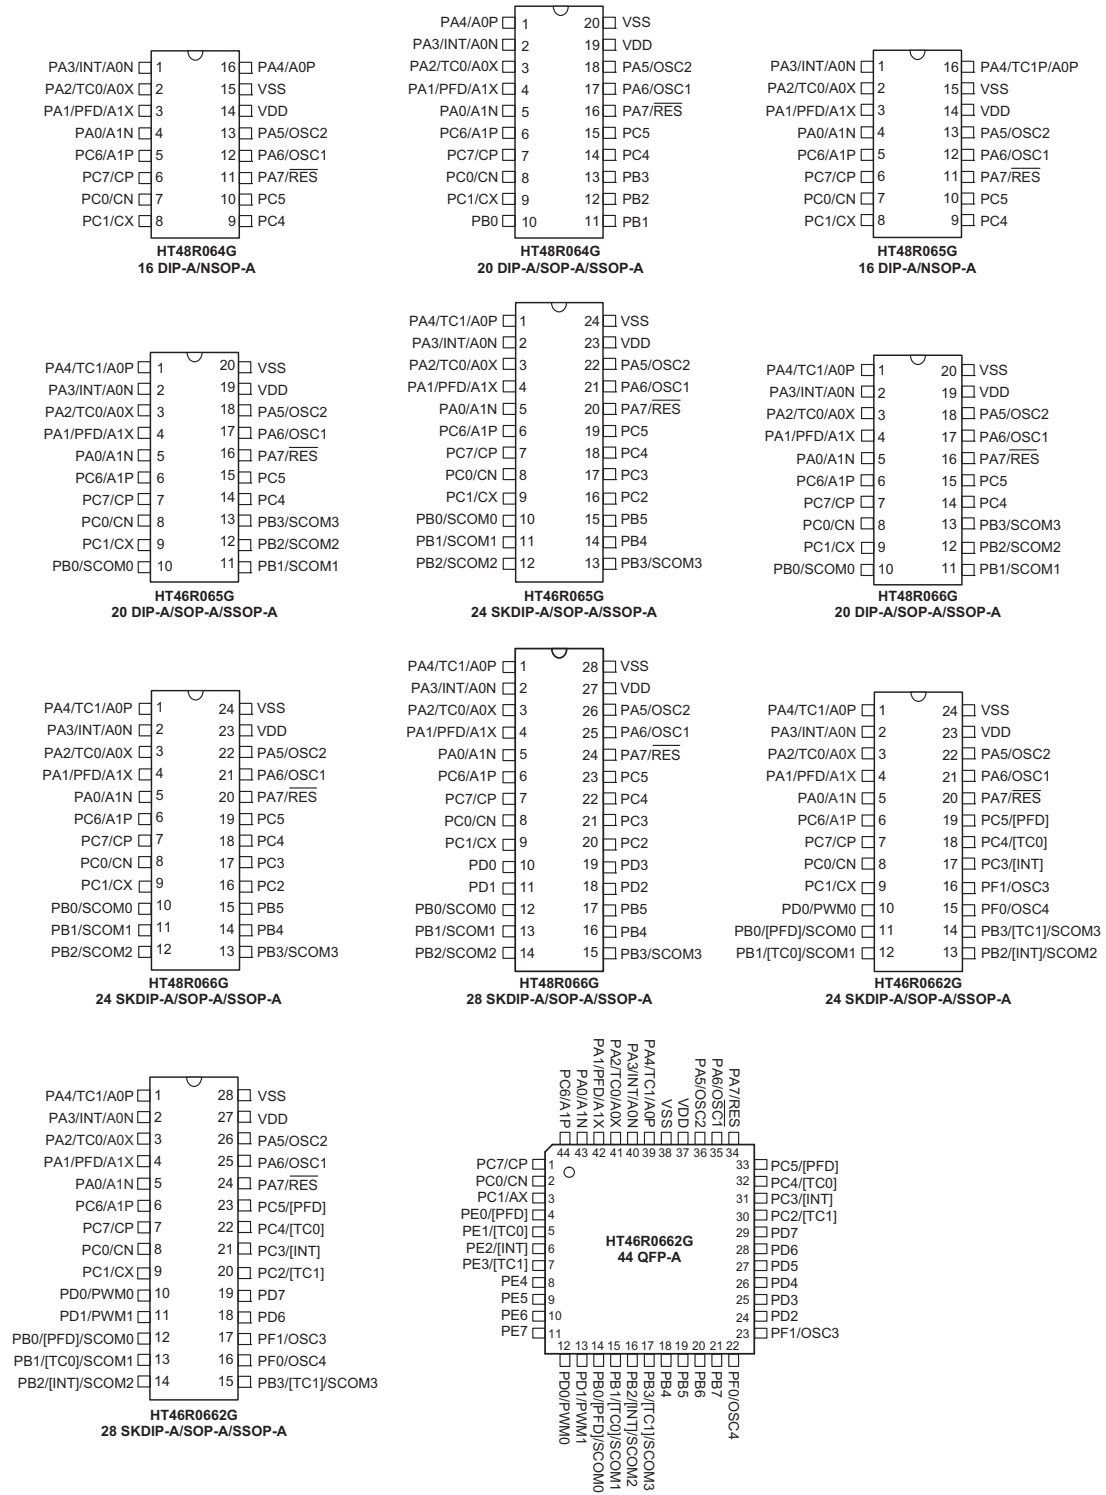 PA3/INT/A0N 1 16 PA4/A0P
PA2/TC0/A0X 2 15 VSS
PA1/PFD/A1X 3 14 VDD
PA0/A1N 4 13 PA5/OSC2
PC6/A1P 5 12 PA6/OSC1
PC7/CP 6 11 PA7/RES
PC0/CN 7 10 PC5
PC1/CX 8 9 PC4
HT48R064G
16 DIP-A/NSOP-A
PA4/A0P 1 20 VSS
PA3/INT/A0N 2 19 VDD
PA2/TC0/A0X 3 18 PA5/OSC2
PA1/PFD/A1X 4 17 PA6/OSC1
PA0/A1N 5 16 PA7/RES
PC6/A1P 6 15 PC5
PC7/CP 7 14 PC4
PC0/CN 8 13 PB3
PC1/CX 9 12 PB2
PB0 10 11 PB1
HT48R064G
20 DIP-A/SOP-A/SSOP-A
PA3/INT/A0N 1 16 PA4/TC1P/A0P
PA2/TC0/A0X 2 15 VSS
PA1/PFD/A1X 3 14 VDD
PA0/A1N 4 13 PA5/OSC2
PC6/A1P 5 12 PA6/OSC1
PC7/CP 6 11 PA7/RES
PC0/CN 7 10 PC5
PC1/CX 8 9 PC4
HT48R065G
16 DIP-A/NSOP-A
PA4/TC1/A0P 1 20 VSS
PA3/INT/A0N 2 19 VDD
PA2/TC0/A0X 3 18 PA5/OSC2
PA1/PFD/A1X 4 17 PA6/OSC1
PA0/A1N 5 16 PA7/RES
PC6/A1P 6 15 PC5
PC7/CP 7 14 PC4
PC0/CN 8 13 PB3/SCOM3
PC1/CX 9 12 PB2/SCOM2
PB0/SCOM0 10 11 PB1/SCOM1
HT46R065G
20 DIP-A/SOP-A/SSOP-A
PA4/TC1/A0P 1 24 VSS
PA3/INT/A0N 2 23 VDD
PA2/TC0/A0X 3 22 PA5/OSC2
PA1/PFD/A1X 4 21 PA6/OSC1
PA0/A1N 5 20 PA7/RES
PC6/A1P 6 19 PC5
PC7/CP 7 18 PC4
PC0/CN 8 17 PC3
PC1/CX 9 16 PC2
PB0/SCOM0 10 15 PB5
PB1/SCOM1 11 14 PB4
PB2/SCOM2 12 13 PB3/SCOM3
HT46R065G
24 SKDIP-A/SOP-A/SSOP-A
PA4/TC1/A0P 1 20 VSS
PA3/INT/A0N 2 19 VDD
PA2/TC0/A0X 3 18 PA5/OSC2
PA1/PFD/A1X 4 17 PA6/OSC1
PA0/A1N 5 16 PA7/RES
PC6/A1P 6 15 PC5
PC7/CP 7 14 PC4
PC0/CN 8 13 PB3/SCOM3
PC1/CX 9 12 PB2/SCOM2
PB0/SCOM0 10 11 PB1/SCOM1
HT48R066G
20 DIP-A/SOP-A/SSOP-A
PA4/TC1/A0P 1 24 VSS
PA3/INT/A0N 2 23 VDD
PA2/TC0/A0X 3 22 PA5/OSC2
PA1/PFD/A1X 4 21 PA6/OSC1
PA0/A1N 5 20 PA7/RES
PC6/A1P 6 19 PC5
PC7/CP 7 18 PC4
PC0/CN 8 17 PC3
PC1/CX 9 16 PC2
PB0/SCOM0 10 15 PB5
PB1/SCOM1 11 14 PB4
PB2/SCOM2 12 13 PB3/SCOM3
HT48R066G
24 SKDIP-A/SOP-A/SSOP-A
PA4/TC1/A0P 1 28 VSS
PA3/INT/A0N 2 27 VDD
PA2/TC0/A0X 3 26 PA5/OSC2
PA1/PFD/A1X 4 25 PA6/OSC1
PA0/A1N 5 24 PA7/RES
PC6/A1P 6 23 PC5
PC7/CP 7 22 PC4
PC0/CN 8 21 PC3
PC1/CX 9 20 PC2
PD0 10 19 PD3
PD1 11 18 PD2
PB0/SCOM0 12 17 PB5
PB1/SCOM1 13 16 PB4
PB2/SCOM2 14 15 PB3/SCOM3
HT48R066G
28 SKDIP-A/SOP-A/SSOP-A
PA4/TC1/A0P 1 24 VSS
PA3/INT/A0N 2 23 VDD
PA2/TC0/A0X 3 22 PA5/OSC2
PA1/PFD/A1X 4 21 PA6/OSC1
PA0/A1N 5 20 PA7/RES
PC6/A1P 6 19 PC5/[PFD]
PC7/CP 7 18 PC4/[TC0]
PC0/CN 8 17 PC3/[INT]
PC1/CX 9 16 PF1/OSC3
PD0/PWM0 10 15 PF0/OSC4
PB0/[PFD]/SCOM0 11 14 PB3/[TC1]/SCOM3
PB1/[TC0]/SCOM1 12 13 PB2/[INT]/SCOM2
HT46R0662G
24 SKDIP-A/SOP-A/SSOP-A
PA4/TC1/A0P 1 28 VSS
PA3/INT/A0N 2 27 VDD
PA2/TC0/A0X 3 26 PA5/OSC2
PA1/PFD/A1X 4 25 PA6/OSC1
PA0/A1N 5 24 PA7/RES
PC6/A1P 6 23 PC5/[PFD]
PC7/CP 7 22 PC4/[TC0]
PC0/CN 8 21 PC3/[INT]
PC1/CX 9 20 PC2/[TC1]
PD0/PWM0 10 19 PD7
PD1/PWM1 11 18 PD6
PB0/[PFD]/SCOM0 12 17 PF1/OSC3
PB1/[TC0]/SCOM1 13 16 PF0/OSC4
PB2/[INT]/SCOM2 14 15 PB3/[TC1]/SCOM3
HT46R0662G
28 SKDIP-A/SOP-A/SSOP-A
PC6/A1P PA0/A1N PA1/PFD/A1X PA2/TC0/A0X PA3/INT/A0N PA4/TC1/A0P VSS VDD PA5/OSC2 PA6/OSC1 PA7/RES
44 43 42 41 40 39 38 37 36 35 34
PC7/CP 1 33 PC5/[PFD]
PC0/CN 2 32 PC4/[TC0]
PC1/AX 3 31 PC3/[INT]
PE0/[PFD] 4 30 PC2/[TC1]
PE1/[TC0] 5 29 PD7
PE2/[INT] 6 28 PD6
PE3/[TC1] 7 27 PD5
PE4 8 26 PD4
PE5 9 25 PD3
PE6 10 24 PD2
PE7 11 23 PF1/OSC3
HT46R0662G
44 QFP-A
12 13 14 15 16 17 18 19 20 21 22
PD0/PWM0 PD1/PWM1 PB0/[PFD]/SCOM0 PB1/[TC0]/SCOM1 PB2/[INT]/SCOM2 PB3/[TC1]/SCOM3 PB4 PB5 PB6 PB7 PF0/OSC4